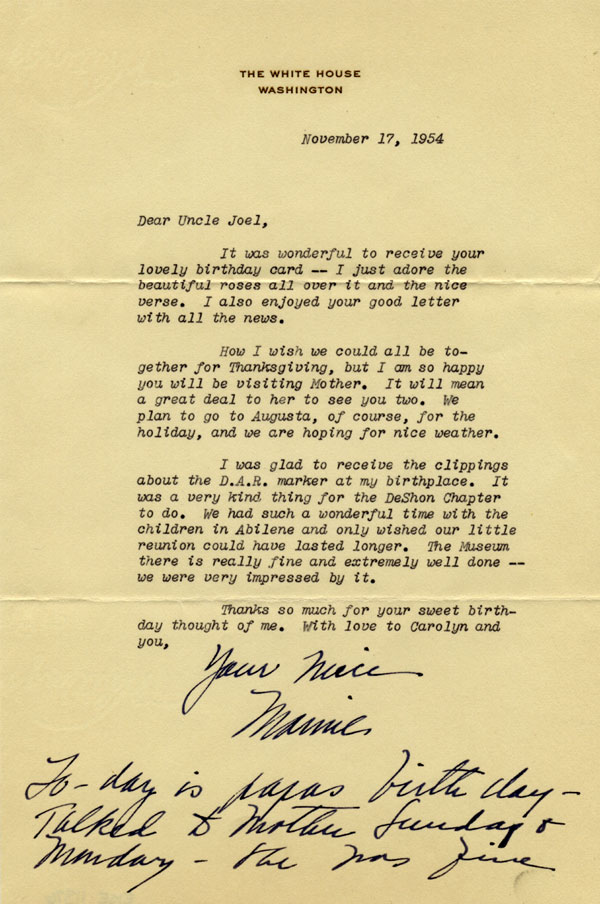 THE WHITE HOUSE
WASHINGTON
November 17, 1954
Dear Uncle Joel,
It was wonderful to receive your
lovely birthday card -- I just adore the
beautiful roses all over it and the nice
verse. I also enjoyed your good letter
with all the news.
How I wish we could all be to-
gether for Thanksgiving, but I am so happy
you will be visiting Mother. It will mean
a great deal to her to see you two. We
plan to go to Augusta, of course, for the
holiday, and we are hoping for nice weather.
I was glad to receive the clippings
about the D.A.R. marker at my birthplace. It
was a very kind thing for the DeShon Chapter
to do. We had such a wonderful time with the
children in Abilene and only wished our little
reunion could have lasted longer. The Museum
there is really fine and extremely well done --
we were very impressed by it.
Thanks so much for your sweet birth-
day thought of me. With love to Carolyn and
you,
Your niece
Mamie
To-day is papas birth day -
Talked to Mother Sunday &
Monday - she was fine